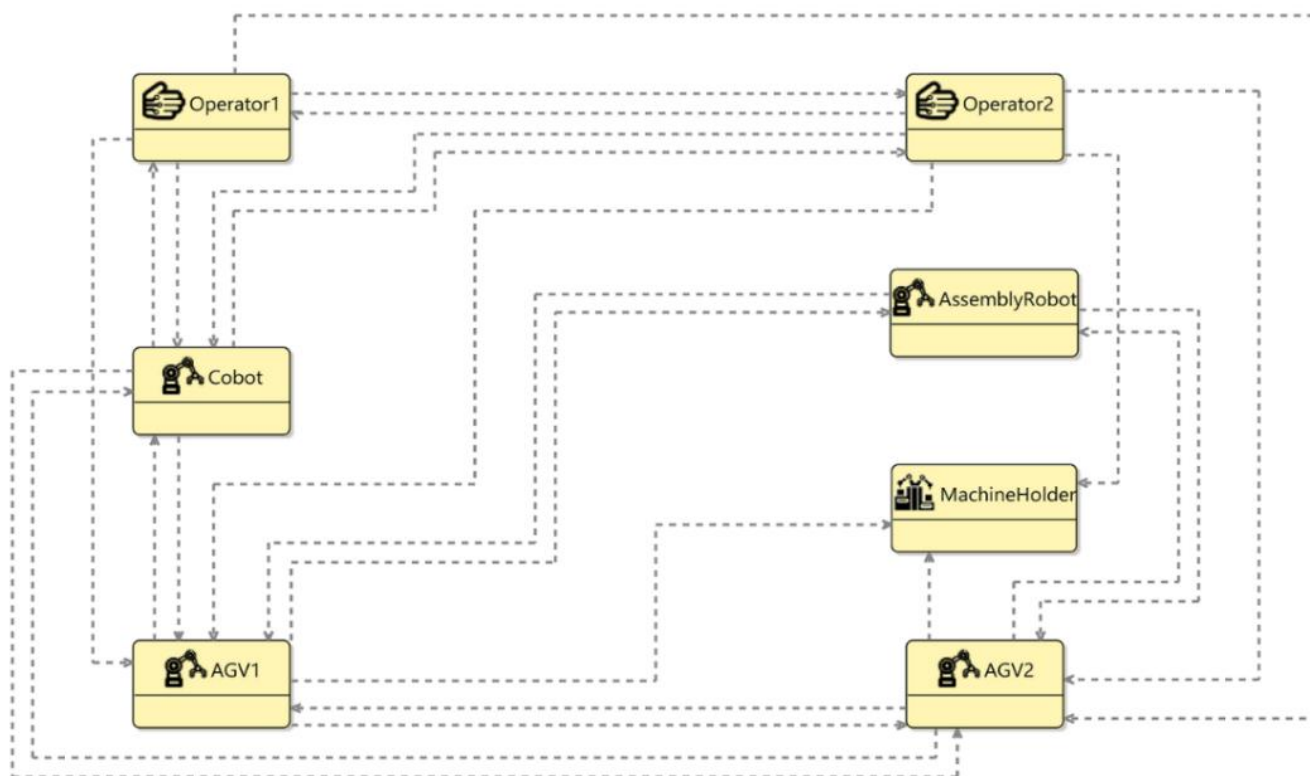 Operator1
Operator2
AssemblyRobot
Cobot
MachineHolder
AGV1
AGV2